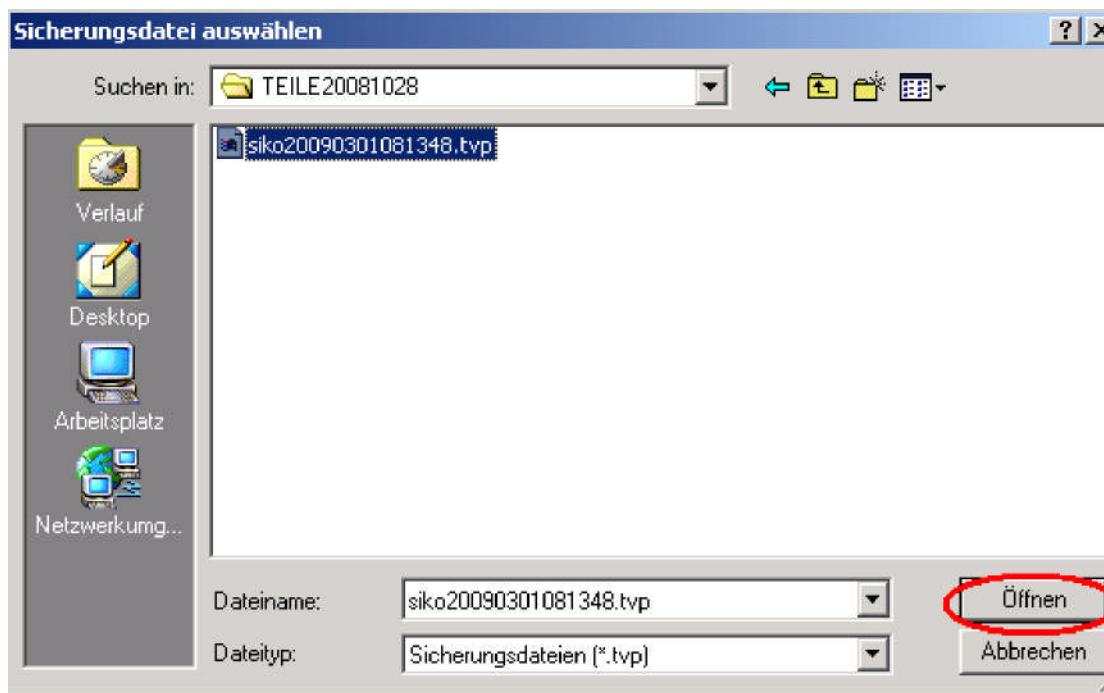 Sicherungsdatei auswählen
Suchen in: TEILE20081028
siko20090301081348.tvp
Verlauf
Desktop
Arbeitsplatz
Netzwerkumg...
Dateiname: siko20090301081348.tvp Öffnen
Dateityp: Sicherungsdateien (*.tvp) Abbrechen